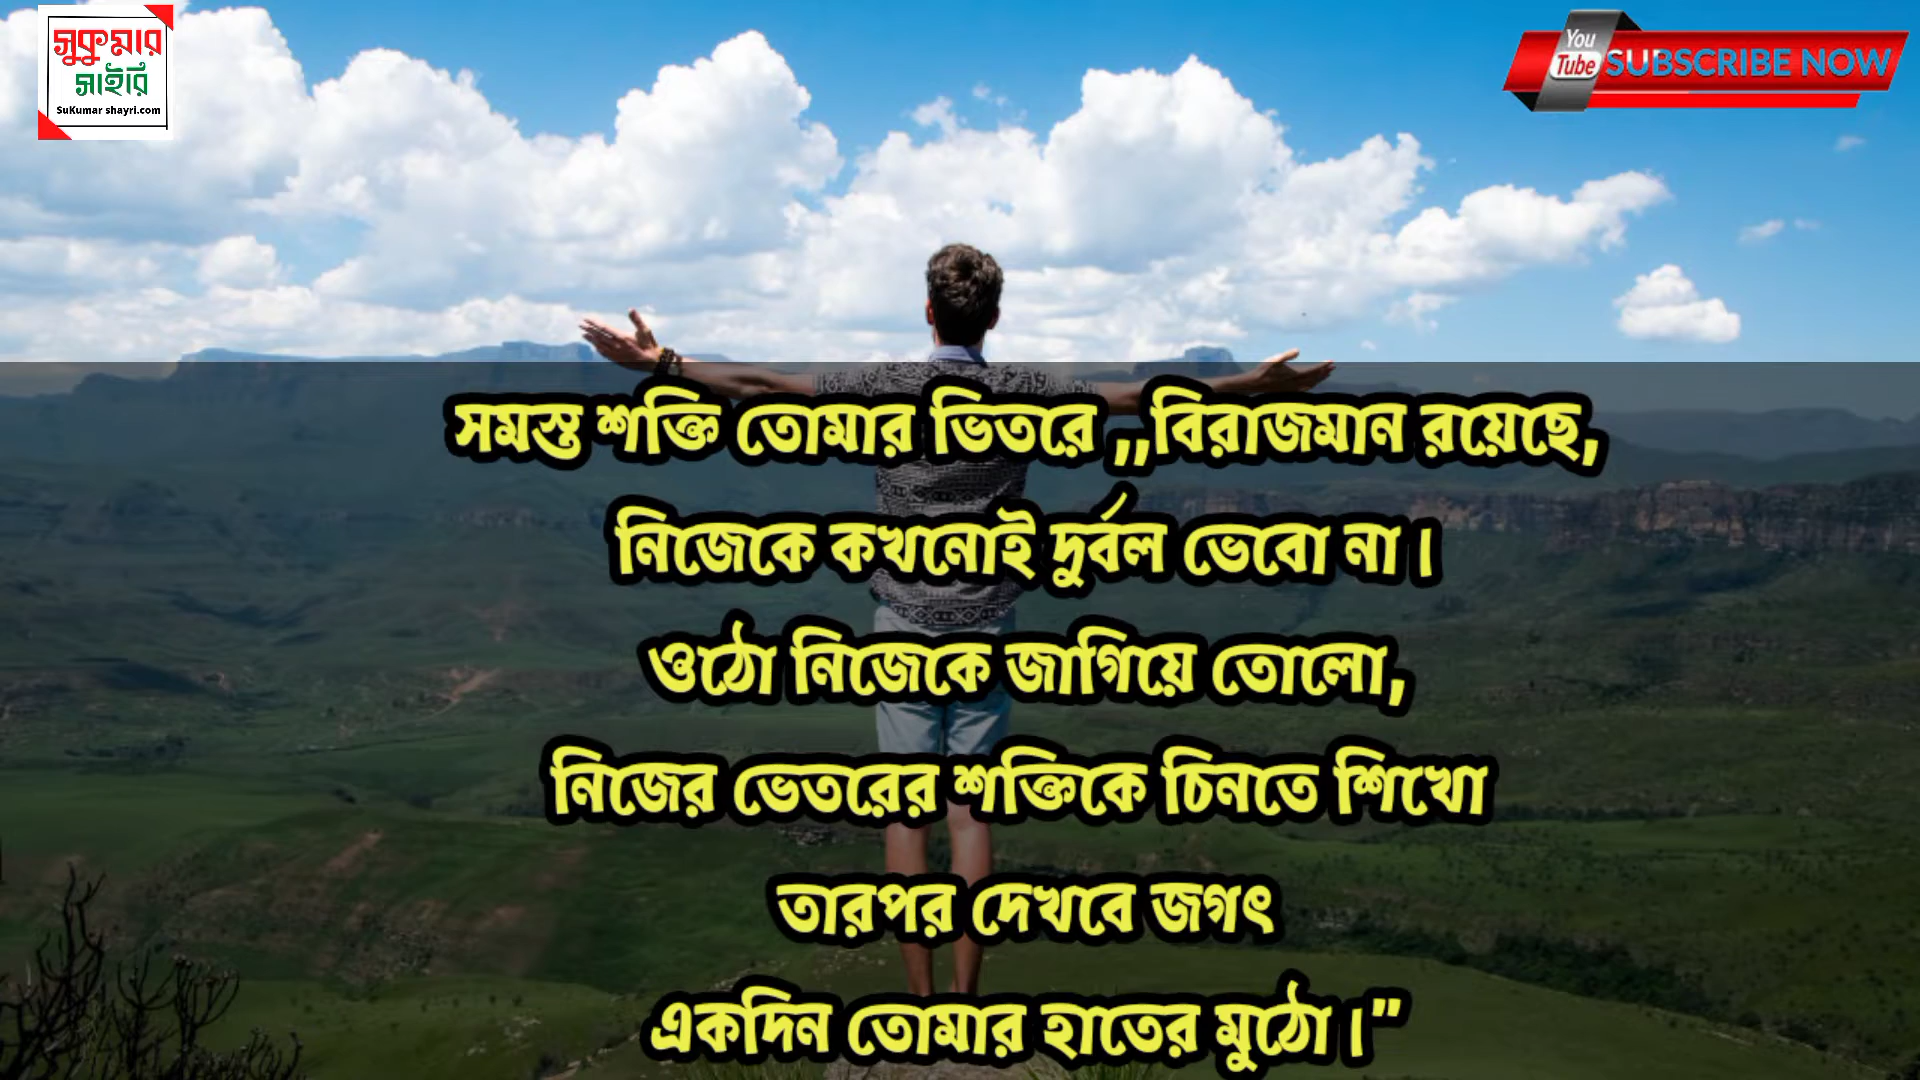 সুকুমার
সাইরি
SuKumar shayri.com
You
Tube
SUBSCRIBE NOW
সমস্ত শক্তি তোমার ভিতরে ,,বিরাজমান রয়েছে,
নিজেকে কখনোই দুর্বল ভেবো না।
ওঠো নিজেকে জাগিয়ে তোলো,
নিজের ভেতরের শক্তিকে চিনতে শিখো
তারপর দেখবে জগৎ
একদিন তোমার হাতের মুঠো।"